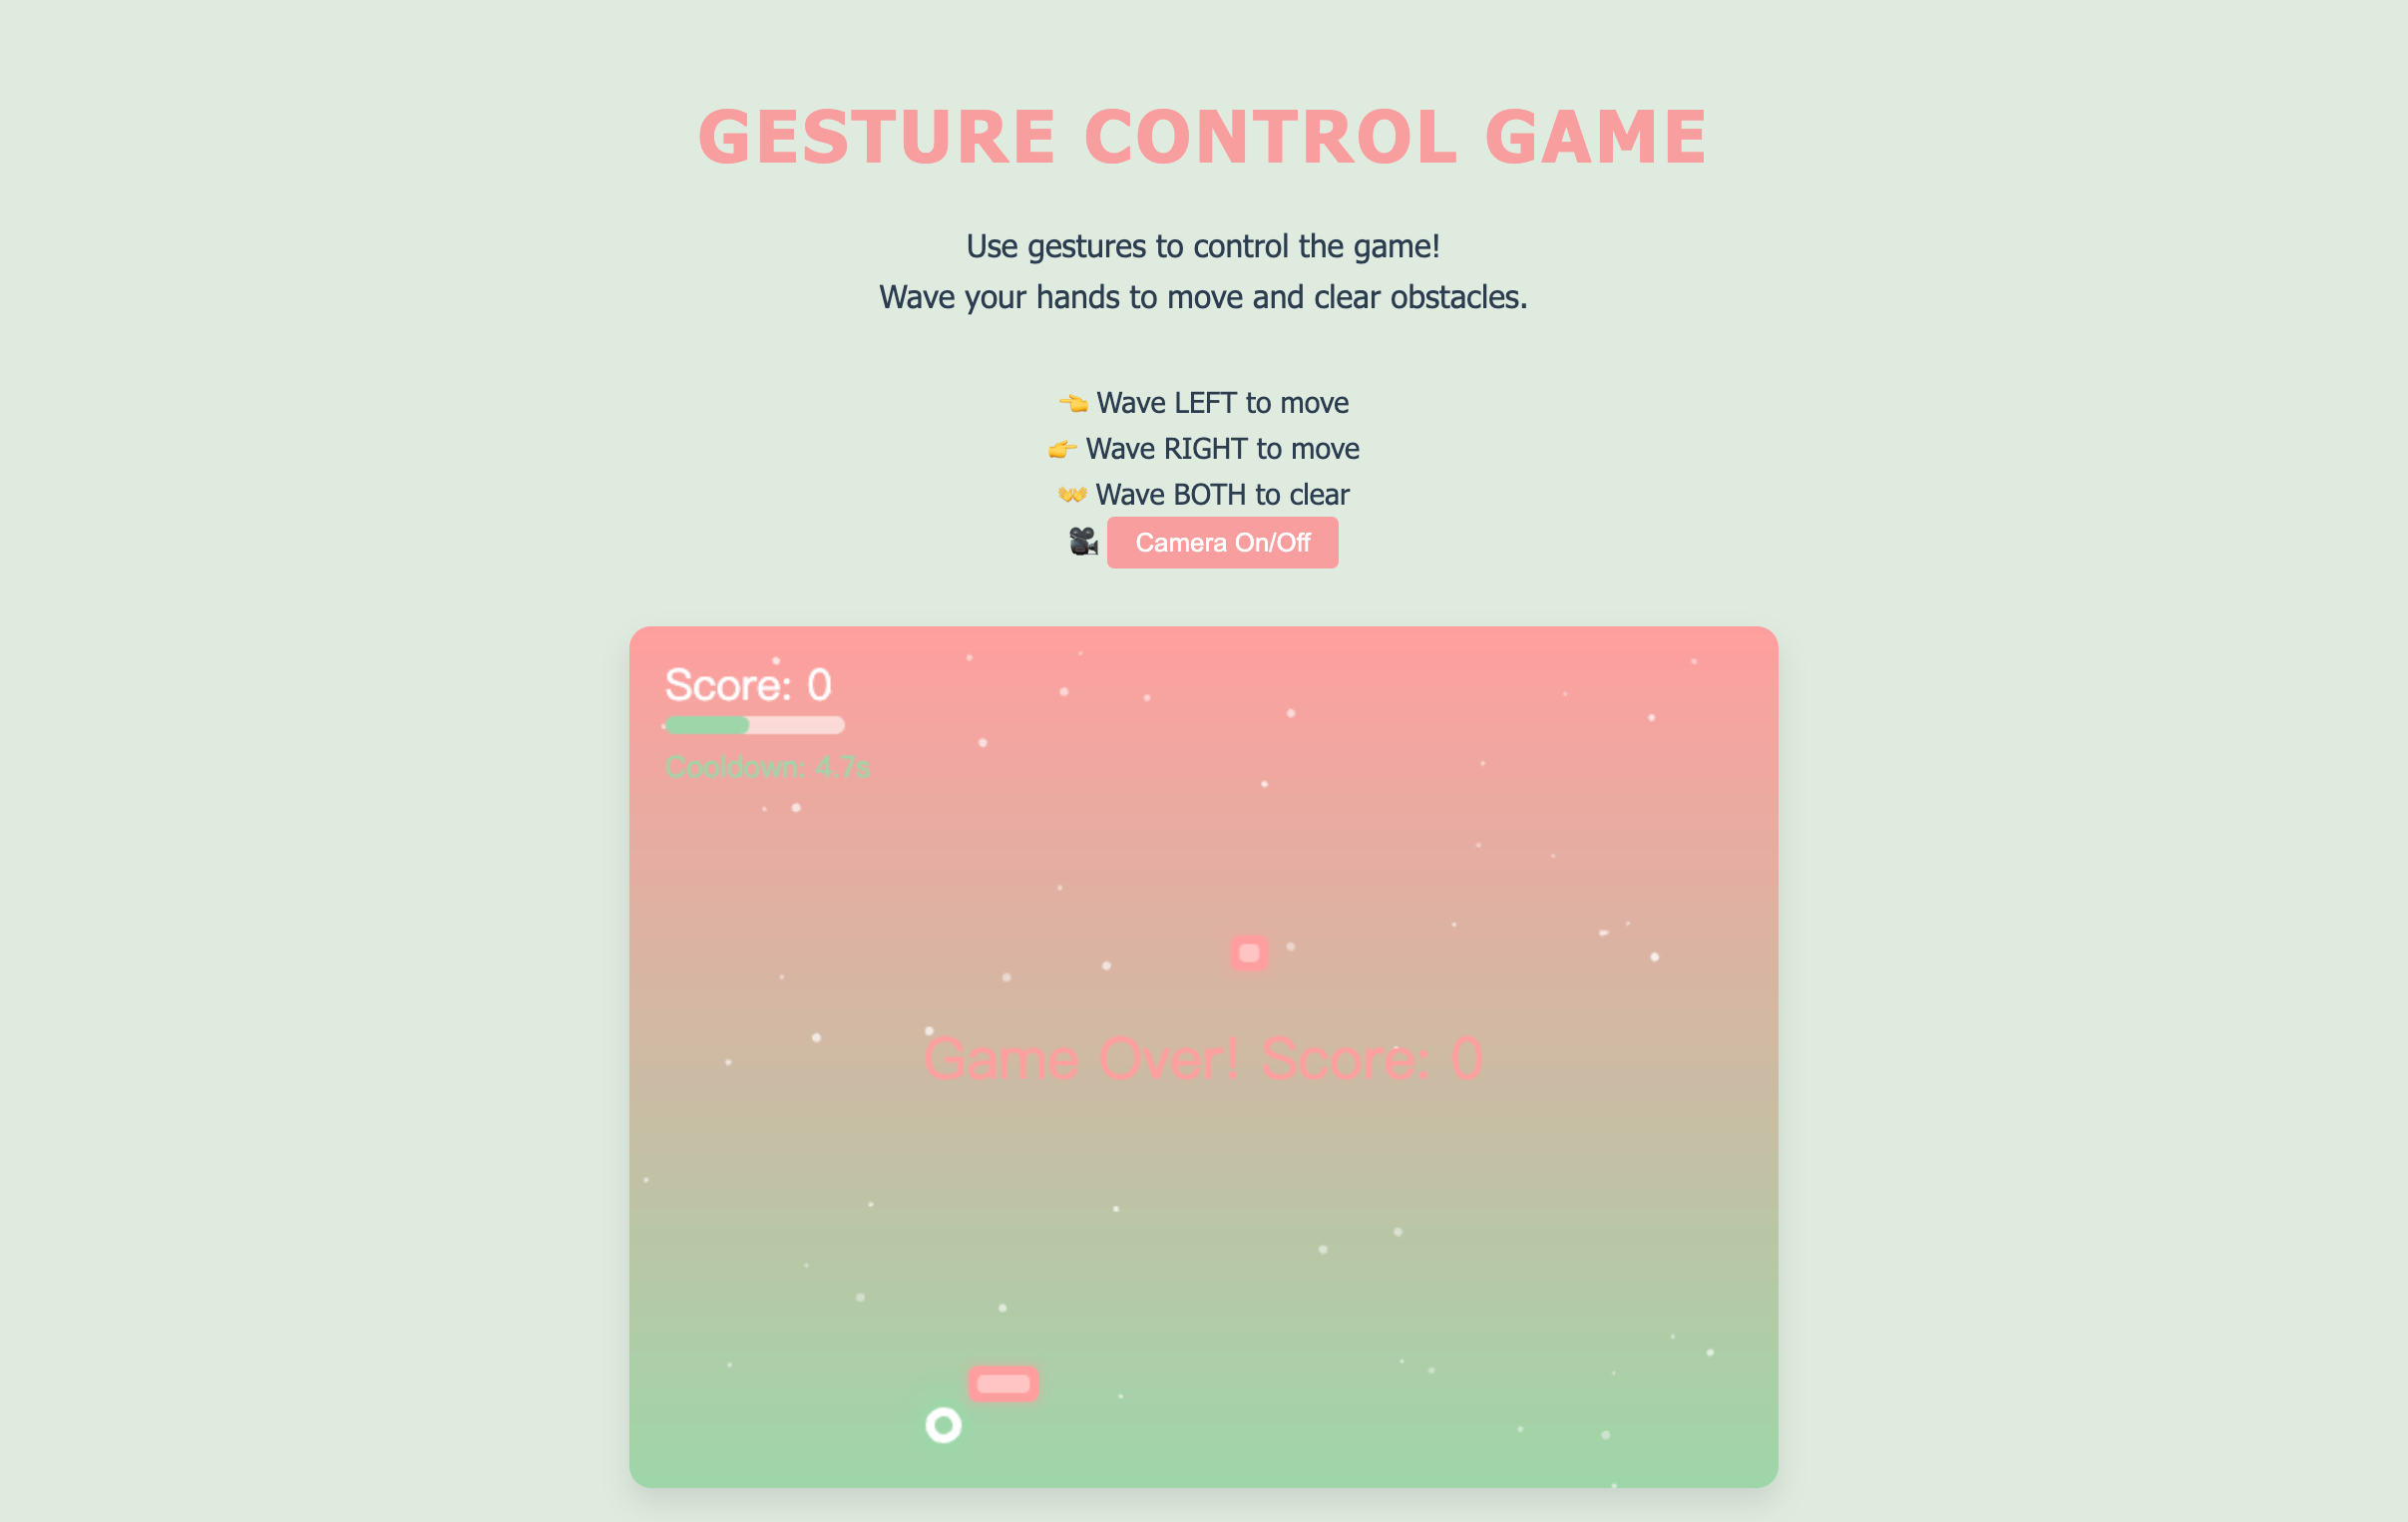 GESTURE CONTROL GAME
Use gestures to control the game!
Wave your hands to move and clear obstacles.
👈 Wave LEFT to move
👉 Wave RIGHT to move
👐 Wave BOTH to clear
🎥 Camera On/Off
Score: 0
Cooldown: 4.7s
Game Over! Score: 0